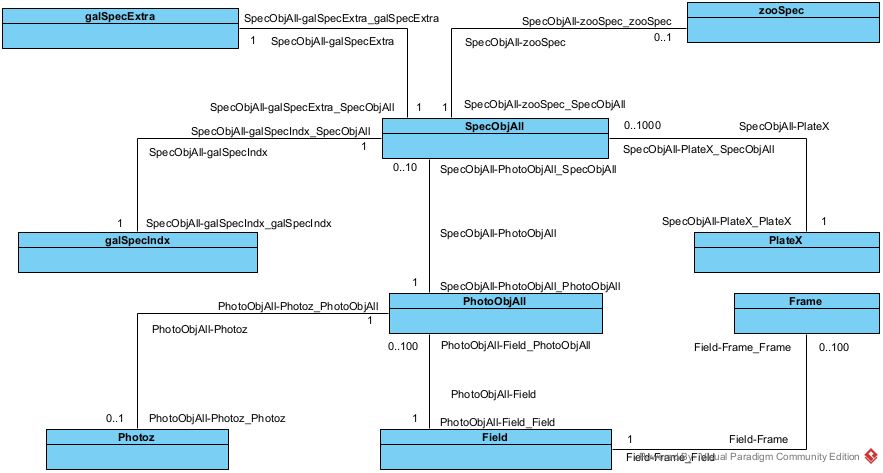 galSpecExtra
SpecObjAll-galSpecExtra_galSpecExtra
1
SpecObjAll-galSpecExtra
SpecObjAll-zooSpec_zooSpec
0..1
SpecObjAll-zooSpec
zooSpec
SpecObjAll-galSpecExtra_SpecObjAll
1
1
SpecObjAll-zooSpec_SpecObjAll
SpecObjAll-galSpecIndx_SpecObjAll
1
SpecObjAll-galSpecIndx
SpecObjAll
0..1000
SpecObjAll-PlateX
SpecObjAll-PlateX_SpecObjAll
0..10
SpecObjAll-PhotoObjAll_SpecObjAll
1
SpecObjAll-galSpecIndx_galSpecIndx
SpecObjAll-PhotoObjAll
SpecObjAll-PlateX_PlateX
1
galSpecIndx
PlateX
1
SpecObjAll-PhotoObjAll_PhotoObjAll
PhotoObjAll-Photoz_PhotoObjAll
1
PhotoObjAll-Photoz
PhotoObjAll
Frame
0..100
PhotoObjAll-Field_PhotoObjAll
Field-Frame_Frame
0..100
PhotoObjAll-Field
0..1
PhotoObjAll-Photoz_Photoz
1
PhotoObjAll-Field_Field
Photoz
Field
1
Field-Frame
Field-Frame_Field
Powered By Visual Paradigm Community Edition